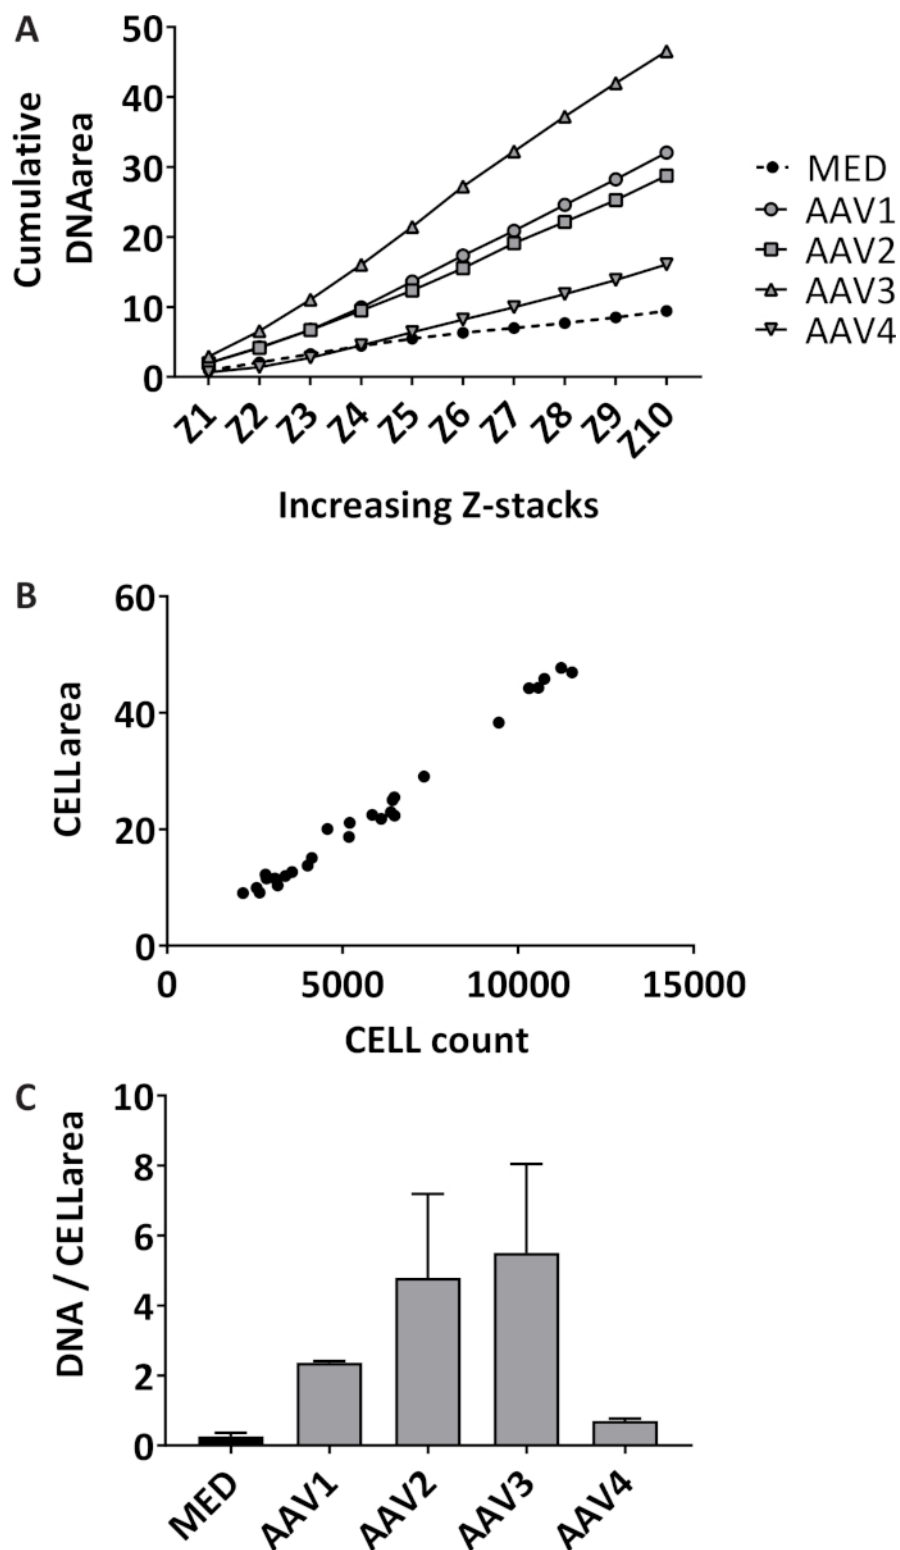 A
Cumulative
DNAarea
50
40
30
20
10
0
Z1 Z2 Z3 Z4 Z5 Z6 Z7 Z8 Z9 Z10
Increasing Z-stacks
MED
AAV1
AAV2
AAV3
AAV4
B
CELLarea
60
40
20
0
0 5000 10000 15000
CELL count
C
DNA / CELLarea
10
8
6
4
2
0
MED AAV1 AAV2 AAV3 AAV4